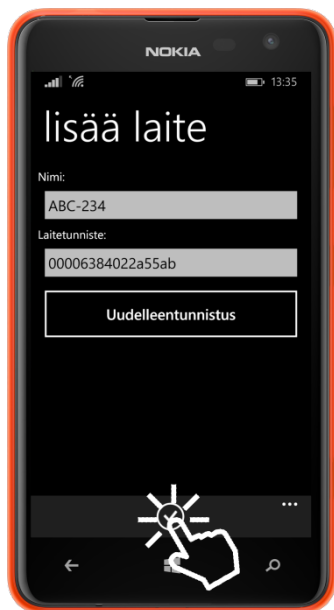 NOKIA
13:35
lisää laite
Nimi:
ABC-234
Laitetunniste:
00006384022a55ab
Uudelleentunnistus